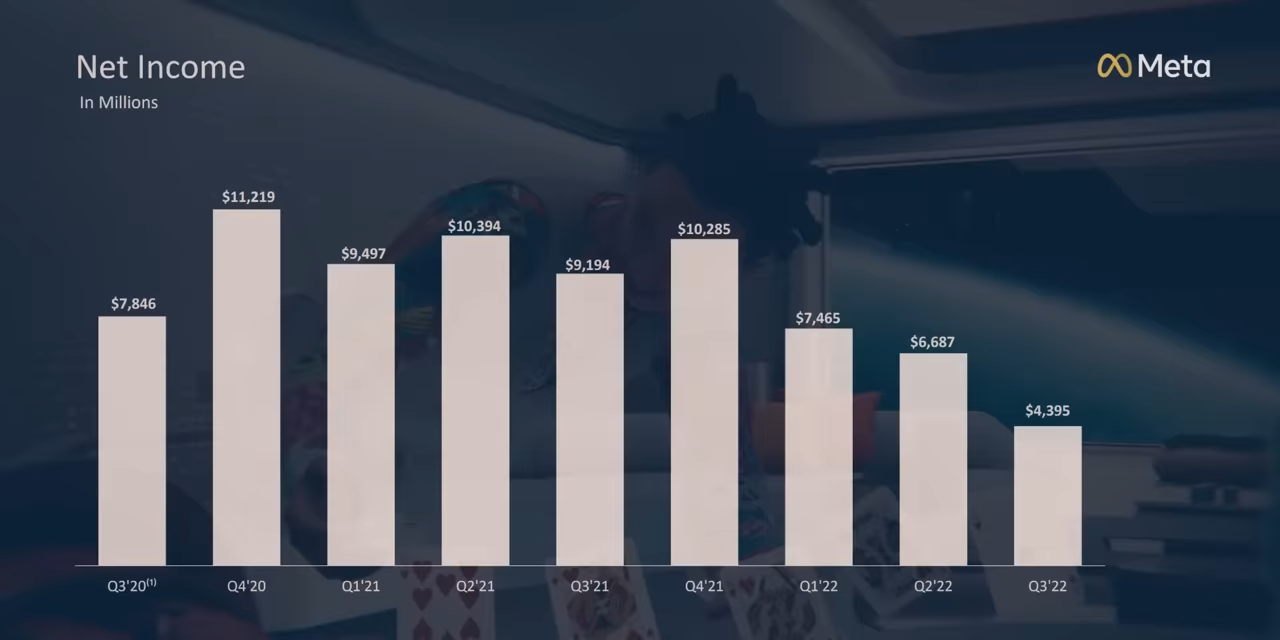 Net Income
In Millions
Meta
$7,846
$11,219
$9,497
$10,394
$9,194
$10,285
$7,465
$6,687
$4,395
Q3'20(1)
Q4'20
Q1'21
Q2'21
Q3'21
Q4'21
Q1'22
Q2'22
Q3'22